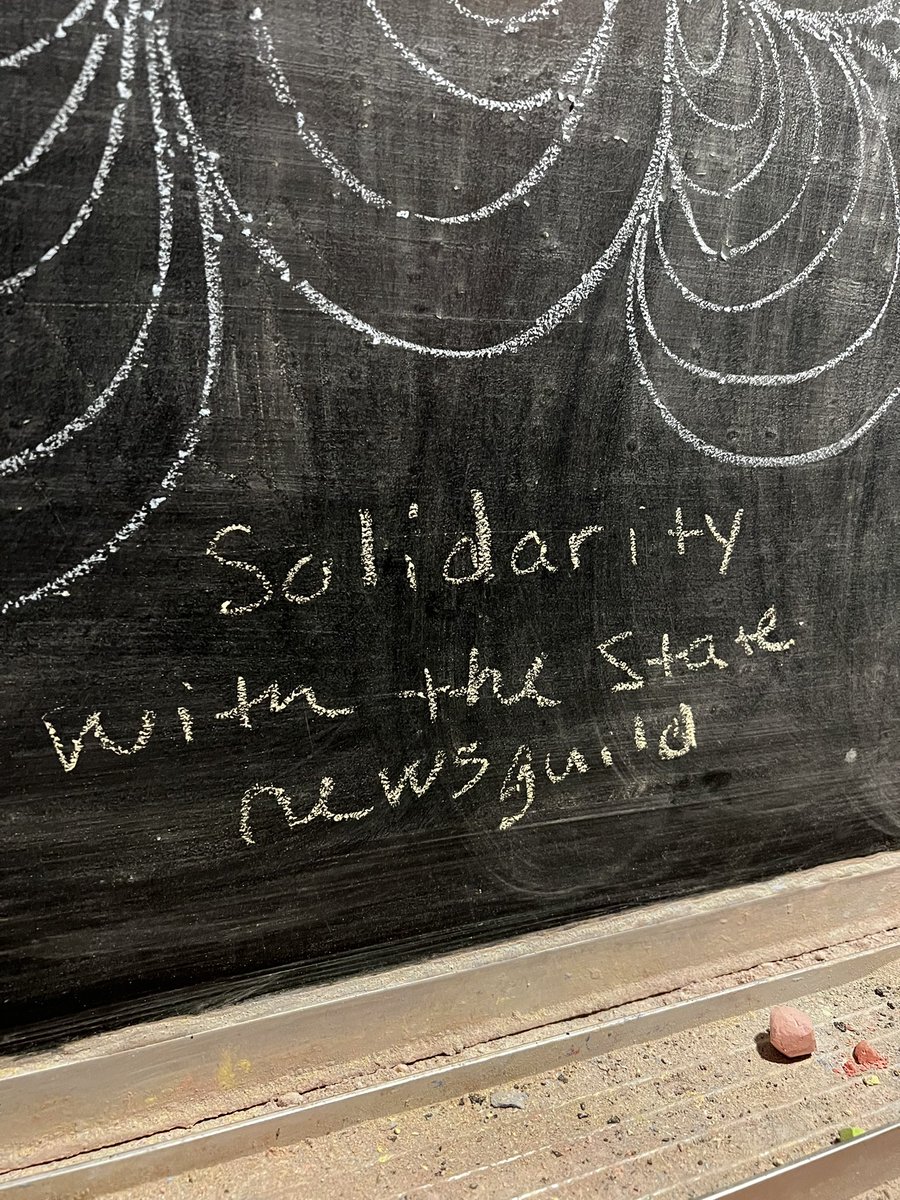 Solidarity
with the State
newsguild